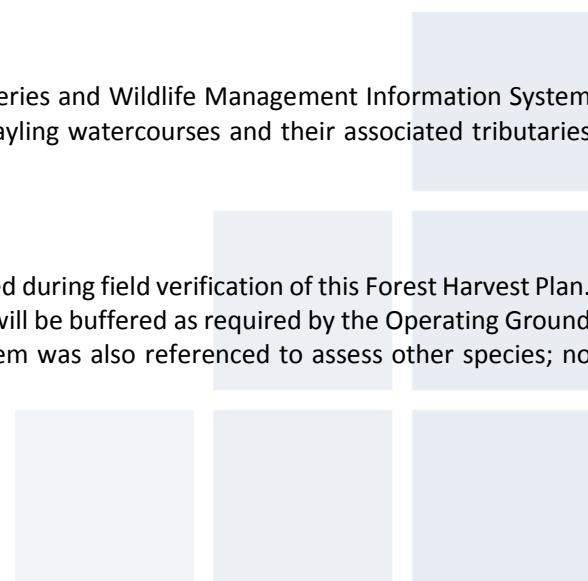 eries and Wildlife Management Information System
ayling watercourses and their associated tributaries
ed during field verification of this Forest Harvest Plan.
will be buffered as required by the Operating Ground
em was also referenced to assess other species; no